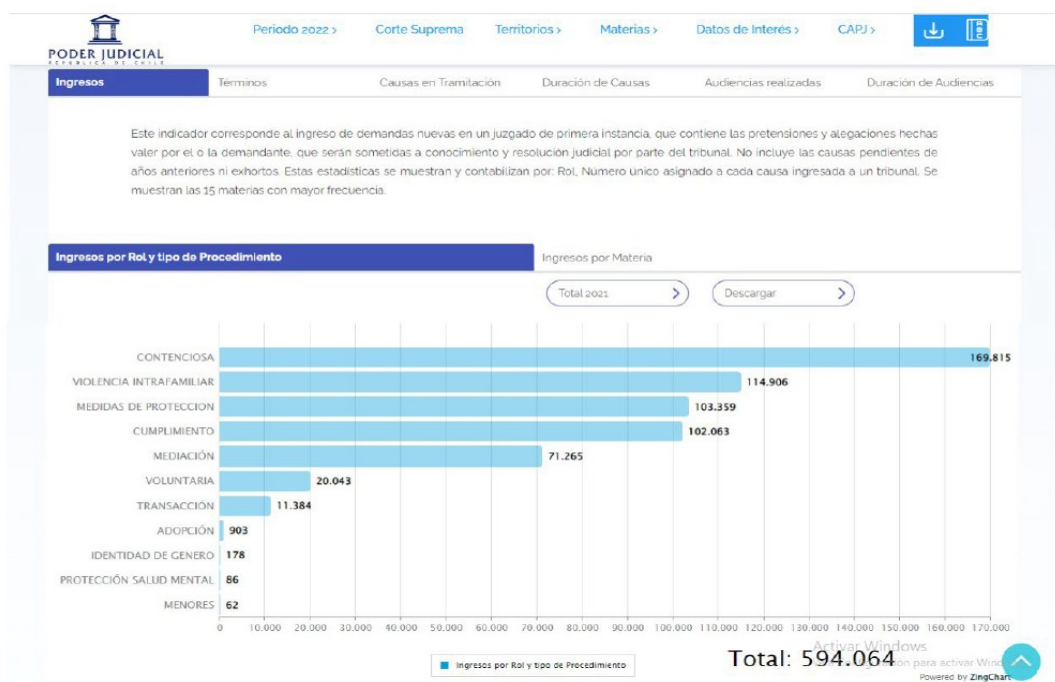 PODER JUDICIAL
REPUBLICA DE CHILE
Periodo 2022 >
Corte Suprema
Territorios >
Materias >
Datos de Interés >
CAPJ >
Ingresos
Términos
Causas en Tramitación
Duración de Causas
Audiencias realizadas
Duración de Audiencias
Este indicador corresponde al ingreso de demandas nuevas en un juzgado de primera instancia, que contiene las pretensiones y alegaciones hechas
valer por el o la demandante, que serán sometidas a conocimiento y resolución judicial por parte del tribunal. No incluye las causas pendientes de
años anteriores ni exhortos. Estas estadísticas se muestran y contabilizan por: Rol, Número único asignado a cada causa ingresada a un tribunal. Se
muestran las 15 materias con mayor frecuencia.
Ingresos por Rol y tipo de Procedimiento
Ingresos por Materia
Total 2021
Descargar
CONTENCIOSA 169.815
VIOLENCIA INTRAFAMILIAR 114.906
MEDIDAS DE PROTECCION 103.359
CUMPLIMIENTO 102.063
MEDIACIÓN 71.265
VOLUNTARIA 20.043
TRANSACCIÓN 11.384
ADOPCIÓN 903
IDENTIDAD DE GENERO 178
PROTECCIÓN SALUD MENTAL 86
MENORES 62
0 10.000 20.000 30.000 40.000 50.000 60.000 70.000 80.000 90.000 100.000 110.000 120.000 130.000 140.000 150.000 160.000 170.000
Ingresos por Rol y tipo de Procedimiento
Total: 594.064
Activar Windows
para activar
Powered by ZingChart